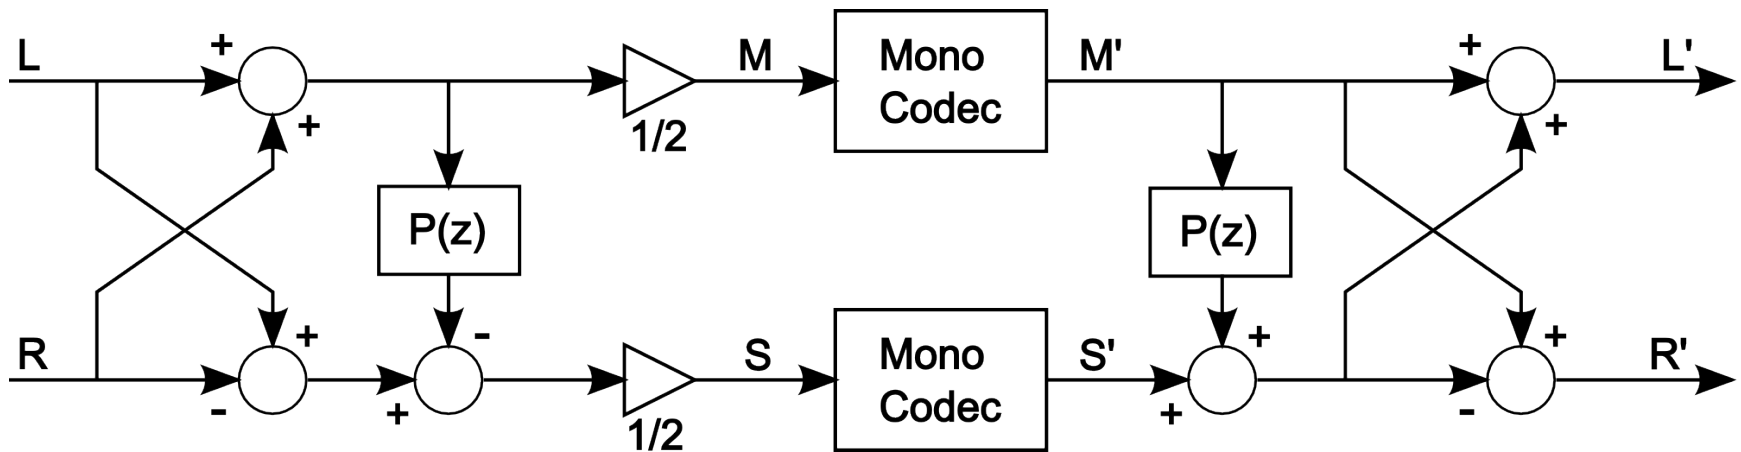 L
+
+
M
Mono
Codec
M'
+
+
L'
1/2
P(z)
P(z)
R
+
-
-
+
1/2
S
Mono
Codec
S'
+
+
+
-
R'